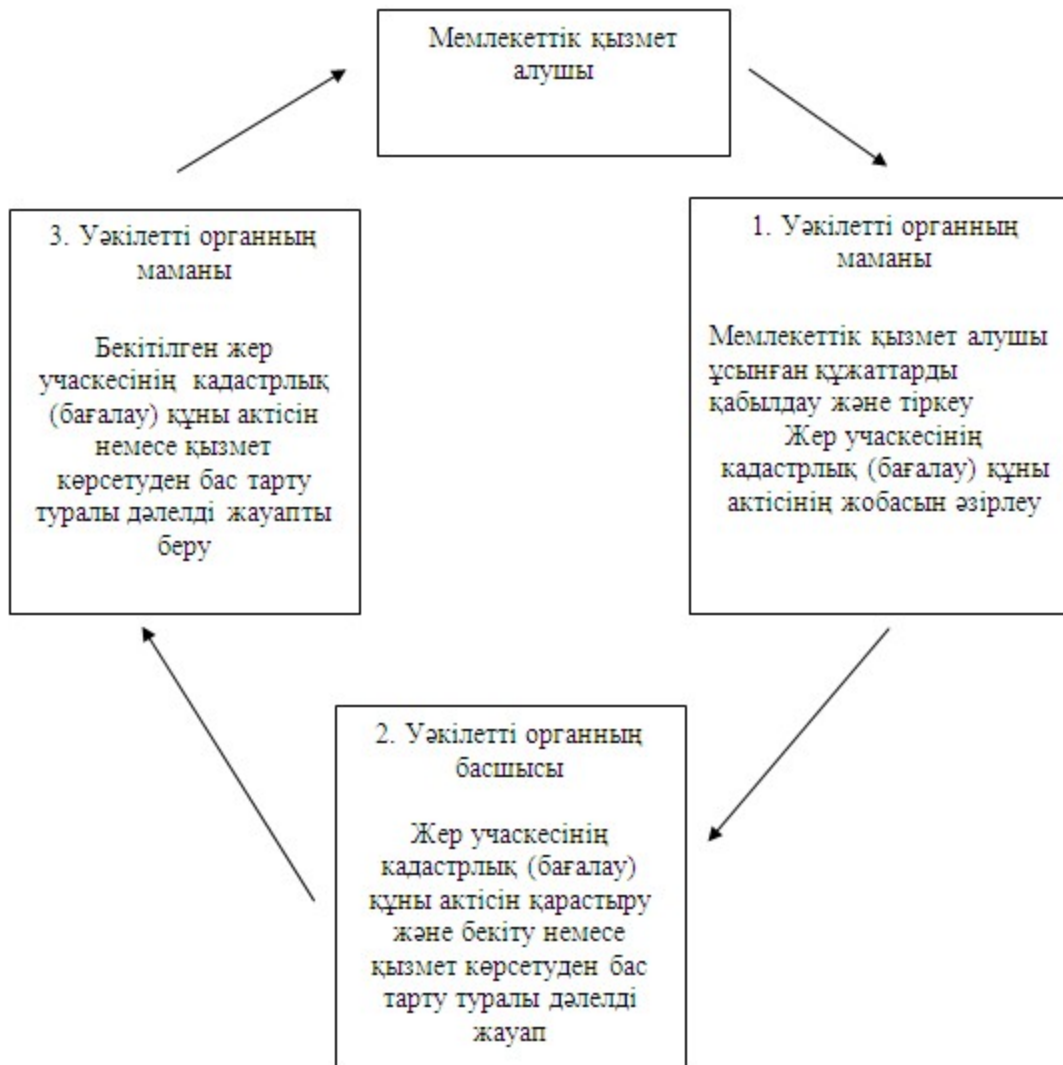 Мемлекеттік қызмет
алушы
3. Уәкілетті органның
маманы
Бекітілген жер
учаскесінің кадастрлық
(бағалау) құны актісін
немесе қызмет
көрсетуден бас тарту
туралы дәлелді жауапты
беру
1. Уәкілетті органның
маманы
Мемлекеттік қызмет алушы
ұсынған құжаттарды
қабылдау және тіркеу
Жер учаскесінің
кадастрлық (бағалау) құны
актісінің жобасын әзірлеу
2. Уәкілетті органның
басшысы
Жер учаскесінің
кадастрлық (бағалау)
құны актісін қарастыру
және бекіту немесе
қызмет көрсетуден бас
тарту туралы дәлелді
жауап